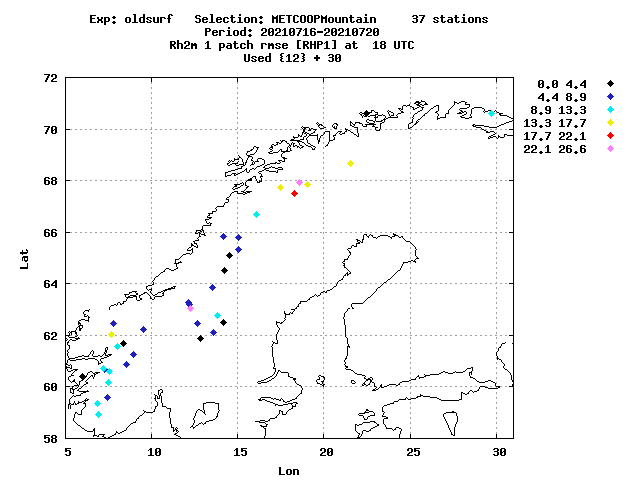 Exp: oldsurf   Selection: METCOOPMountain     37 stations
Period: 20210716-20210720
Rh2m 1 patch rmse [RHP1] at  18 UTC
Used {12} + 30
0.0 4.4
4.4 8.9
8.9 13.3
13.3 17.7
17.7 22.1
22.1 26.6
72
70
68
66
64
62
60
58
Lat
5 10 15 20 25 30
Lon